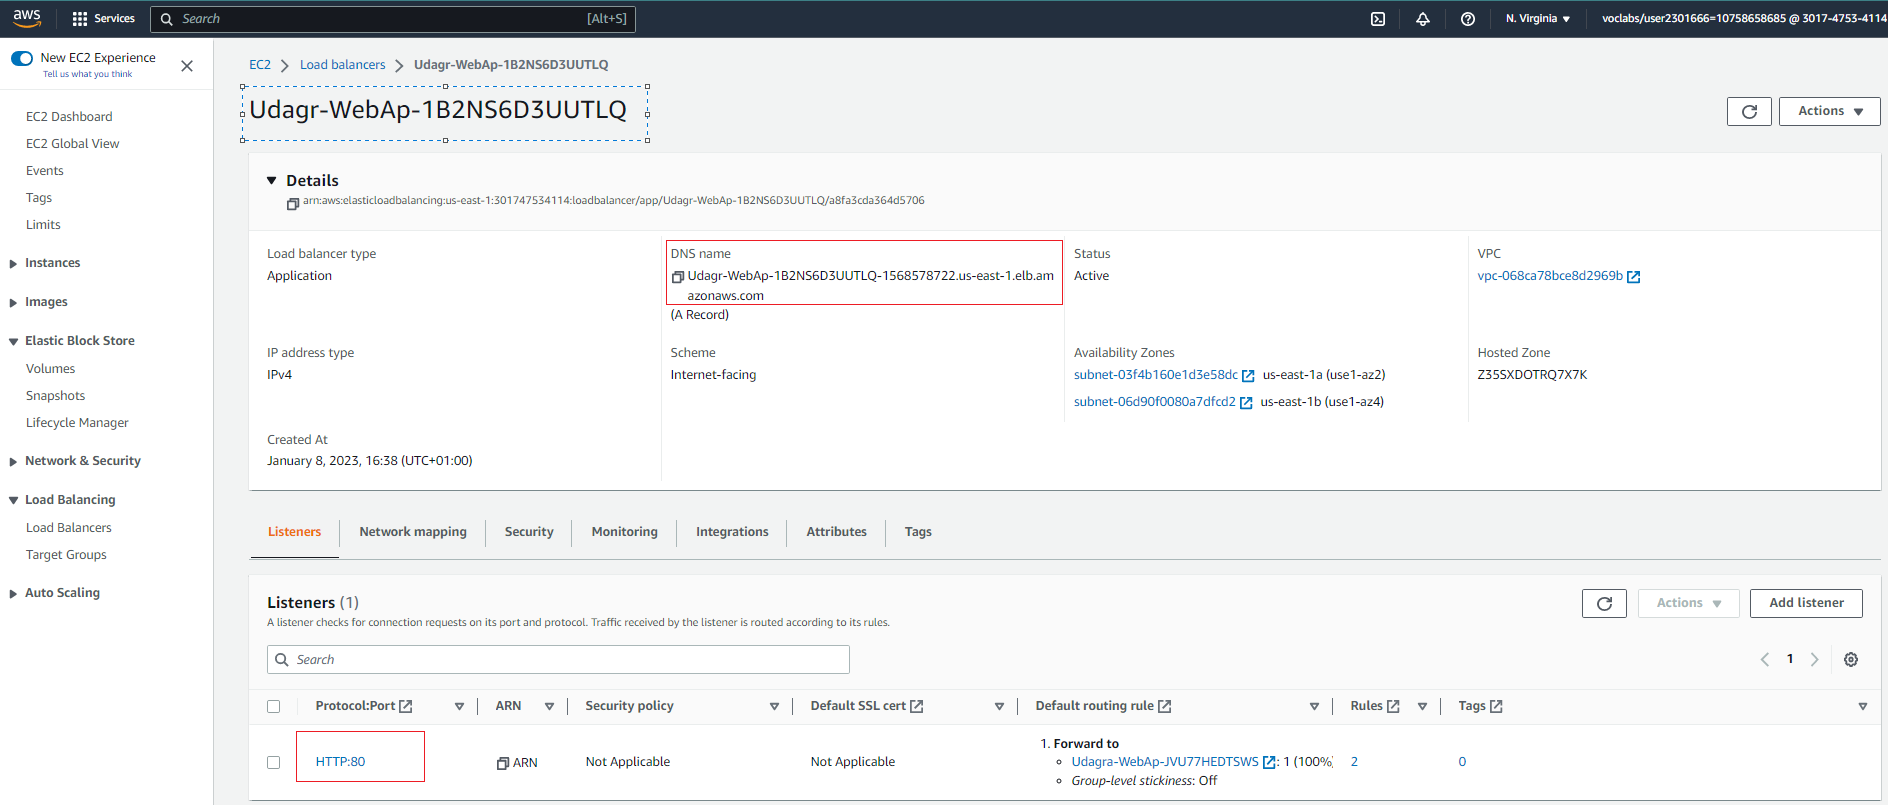 aws
Services
Search
[Alt+S]
N. Virginia
voclabs/user2301666=10758658685 @ 3017-4753-4114
New EC2 Experience
Tell us what you think
EC2 Dashboard
EC2 Global View
Events
Tags
Limits
Instances
Images
Elastic Block Store
Volumes
Snapshots
Lifecycle Manager
Network & Security
Load Balancing
Load Balancers
Target Groups
Auto Scaling
EC2 > Load balancers > Udagr-WebAp-1B2NS6D3UUTLQ
Udagr-WebAp-1B2NS6D3UUTLQ
Actions
Details
arn:aws:elasticloadbalancing:us-east-1:301747534114:loadbalancer/app/Udagr-WebAp-1B2NS6D3UUTLQ/a8fa3cda364d5706
Load balancer type
Application
DNS name
Udagr-WebAp-1B2NS6D3UUTLQ-1568578722.us-east-1.elb.am
azonaws.com
(A Record)
Status
Active
VPC
vpc-068ca78bce8d2969b
IP address type
IPv4
Scheme
Internet-facing
Availability Zones
subnet-03f4b160e1d3e58dc us-east-1a (use1-az2)
subnet-06d90f0080a7dfcd2 us-east-1b (use1-az4)
Hosted Zone
Z35SXDOTRQ7X7K
Created At
January 8, 2023, 16:38 (UTC+01:00)
Listeners
Network mapping
Security
Monitoring
Integrations
Attributes
Tags
Listeners (1)
A listener checks for connection requests on its port and protocol. Traffic received by the listener is routed according to its rules.
Actions
Add listener
Search
1
Protocol:Port
ARN
Security policy
Default SSL cert
Default routing rule
Rules
Tags
HTTP:80
ARN
Not Applicable
Not Applicable
1. Forward to
Udagra-WebAp-JVU77HEDTSWS : 1 (100%)
Group-level stickiness: Off
2
0